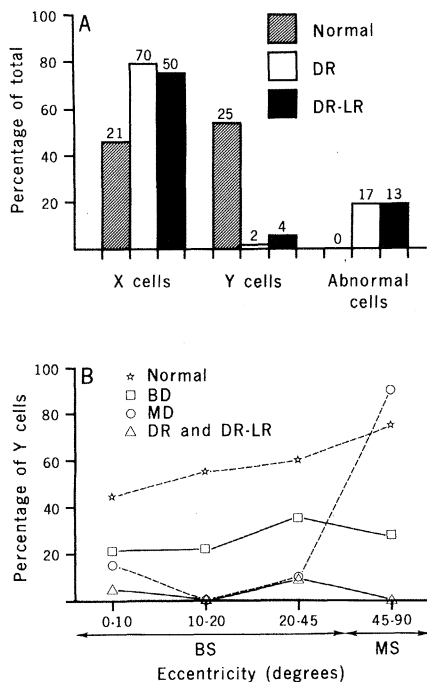 A
Percentage of total
100
80
60
40
20
Normal
DR
DR-LR
21
70
50
25
2
4
0
17
13
X cells
Y cells
Abnormal
cells
B
Percentage of Y cells
100
80
60
40
20
Normal
BD
MD
DR and DR-LR
0-10
10-20
20-45
45-90
BS
MS
Eccentricity (degrees)